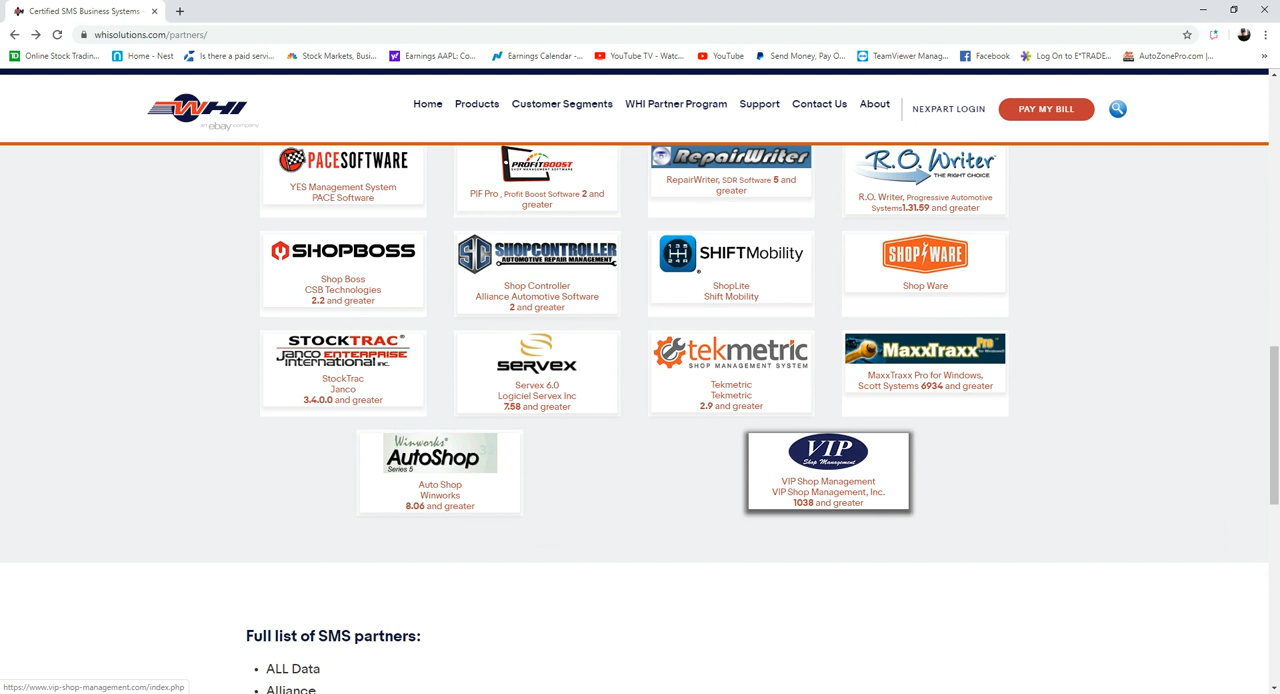 Certified SMS Business Systems
whisolutions.com/partners/
Online Stock Tradin...
Home - Nest
Is there a paid servi...
Stock Markets, Busi...
Earnings AAPL: Co...
Earnings Calendar -...
YouTube TV - Watc...
YouTube
Send Money, Pay O...
TeamViewer Manag...
Facebook
Log On to E*TRADE...
AutoZonePro.com |...
WHI
an ebay company
Home
Products
Customer Segments
WHI Partner Program
Support
Contact Us
About
NEXPART LOGIN
PAY MY BILL
PACESOFTWARE
YES Management System
PACE Software
PROFITBOOST
SHOP MANAGEMENT SOFTWARE
PIF Pro , Profit Boost Software 2 and
greater
RepairWriter
RepairWriter, SDR Software 5 and
greater
R.O. Writer
THE RIGHT CHOICE
R.O. Writer, Progressive Automotive
Systems1.31.59 and greater
SHOPBOSS
Shop Boss
CSB Technologies
2.2 and greater
SC SHOPCONTROLLER
AUTOMOTIVE REPAIR MANAGEMENT
Shop Controller
Alliance Automotive Software
2 and greater
SHIFTMobility
ShopLite
Shift Mobility
SHOP WARE
Shop Ware
STOCKTRAC®
JANCO ENTERPRISE
INTERNATIONAL INC.
StockTrac
Janco
3.4.0.0 and greater
SERVEX
Servex 6.0
Logiciel Servex Inc
7.58 and greater
tekmetric
SHOP MANAGEMENT SYSTEM
Tekmetric
Tekmetric
2.9 and greater
MaxxTraxx Pro
for Windows
MaxxTraxx Pro for Windows,
Scott Systems 6934 and greater
Winworks®
AutoShop
Series 5
Auto Shop
Winworks
8.06 and greater
VIP
Shop Management
VIP Shop Management
VIP Shop Management, Inc.
1038 and greater
Full list of SMS partners:
• ALL Data
• Alliance
https://www.vip-shop-management.com/index.php